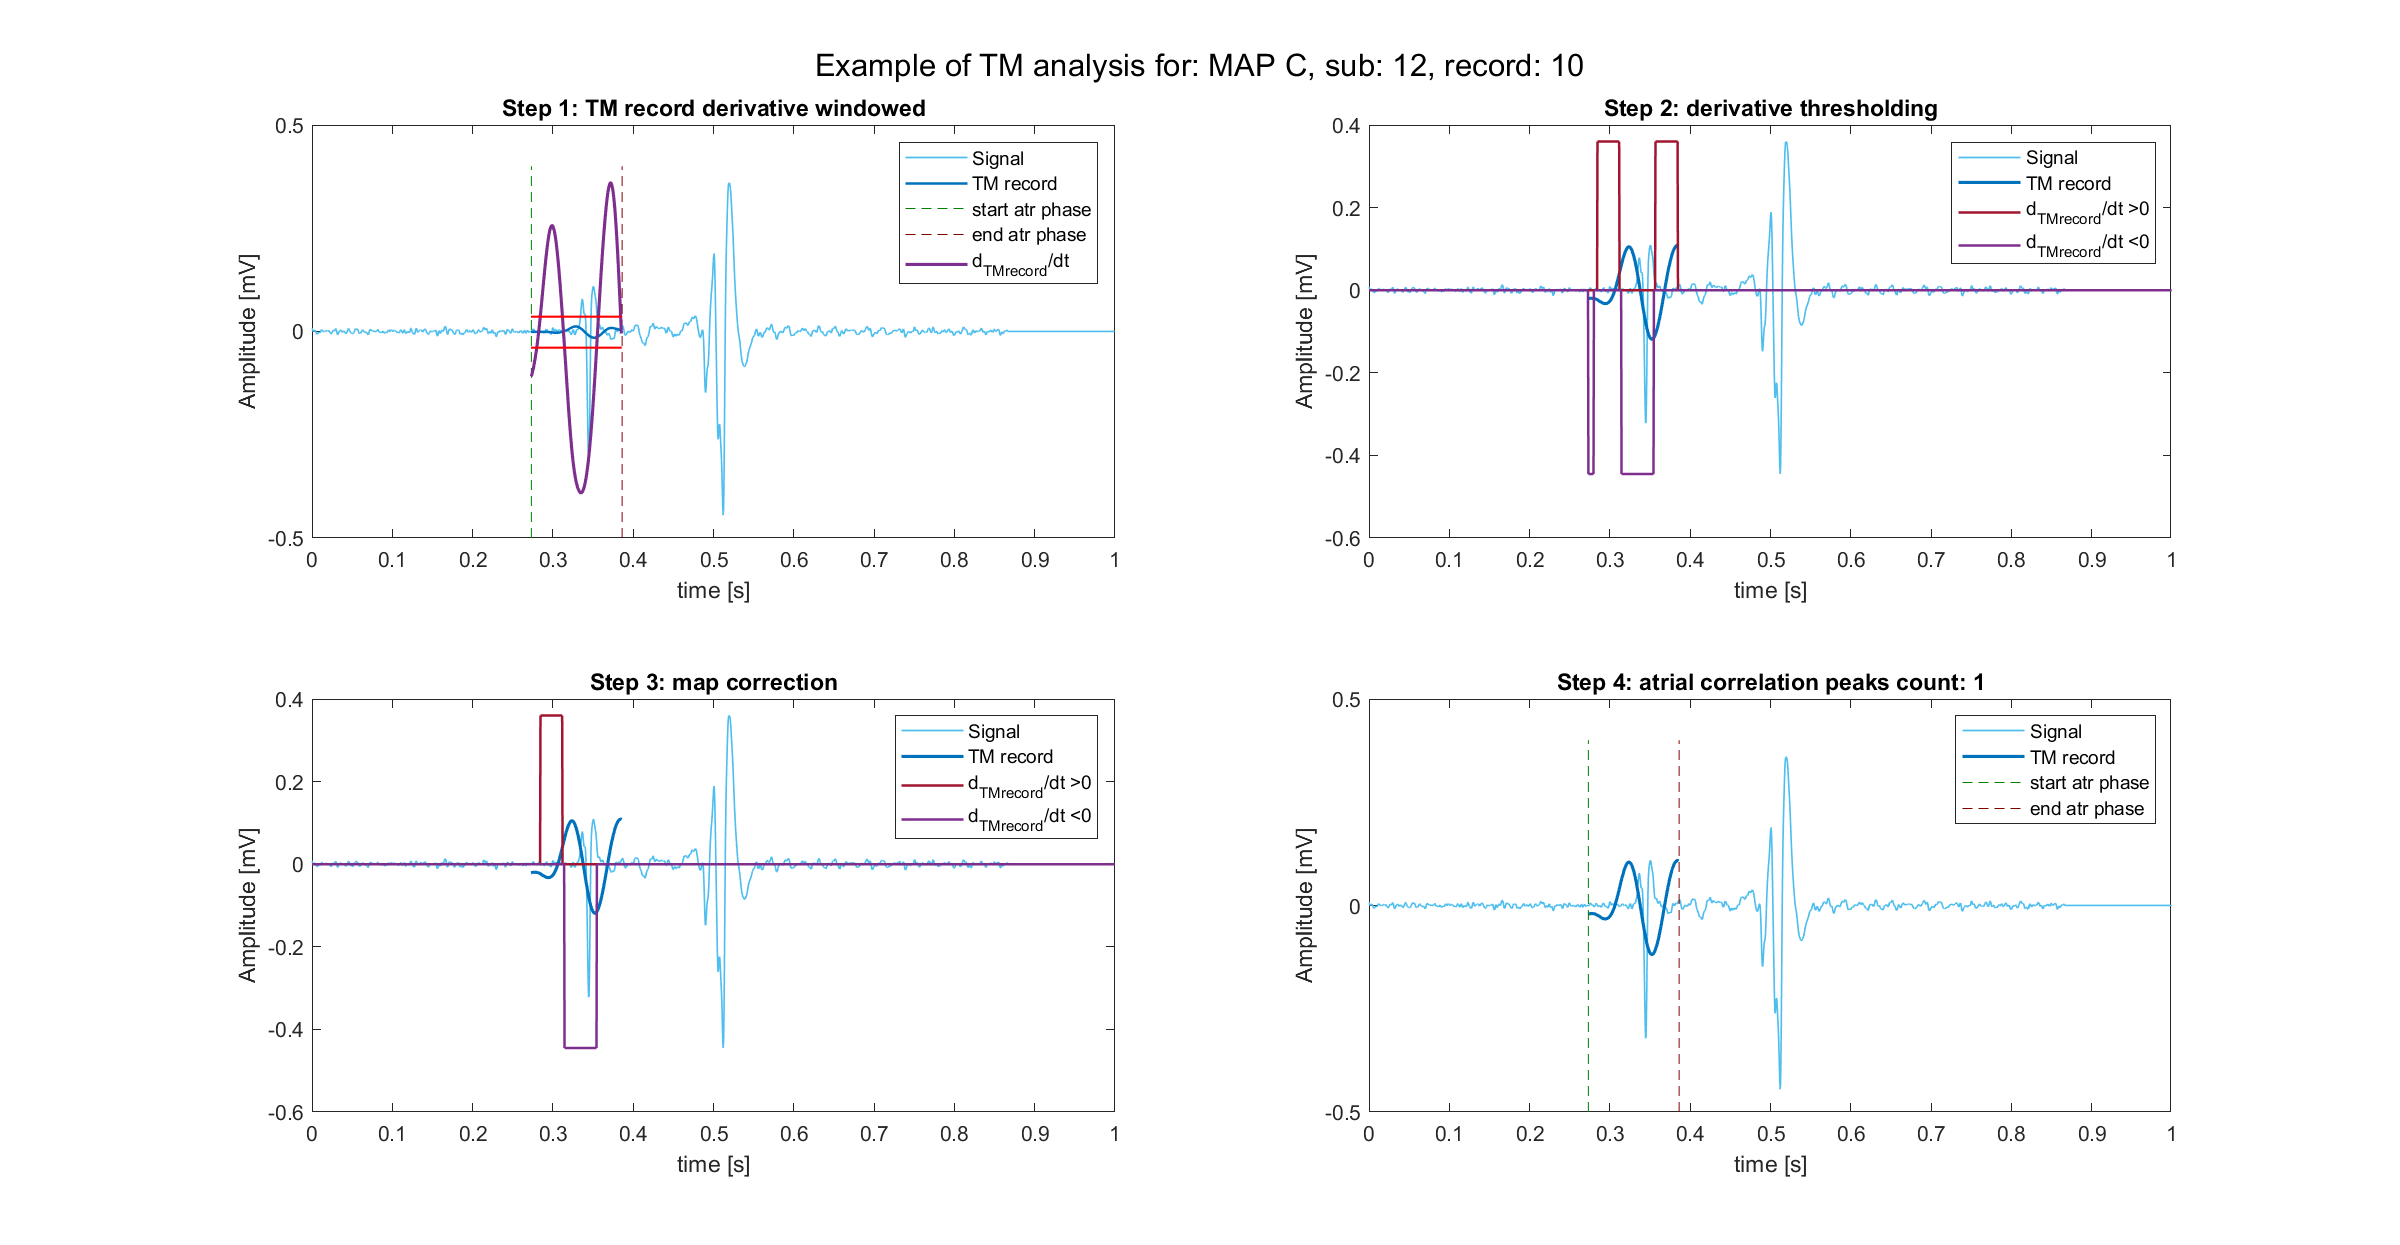 Example of TM analysis for: MAP C, sub: 12, record: 10
Step 1: TM record derivative windowed
0.5
0
-0.5
Amplitude [mV]
Signal
TM record
start atr phase
end atr phase
dTMrecord/dt
0 0.1 0.2 0.3 0.4 0.5 0.6 0.7 0.8 0.9 1
time [s]
Step 2: derivative thresholding
0.4
0.2
0
-0.2
-0.4
-0.6
Amplitude [mV]
Signal
TM record
dTMrecord/dt >0
dTMrecord/dt <0
0 0.1 0.2 0.3 0.4 0.5 0.6 0.7 0.8 0.9 1
time [s]
Step 3: map correction
0.4
0.2
0
-0.2
-0.4
-0.6
Amplitude [mV]
Signal
TM record
dTMrecord/dt >0
dTMrecord/dt <0
0 0.1 0.2 0.3 0.4 0.5 0.6 0.7 0.8 0.9 1
time [s]
Step 4: atrial correlation peaks count: 1
0.5
0
-0.5
Amplitude [mV]
Signal
TM record
start atr phase
end atr phase
0 0.1 0.2 0.3 0.4 0.5 0.6 0.7 0.8 0.9 1
time [s]